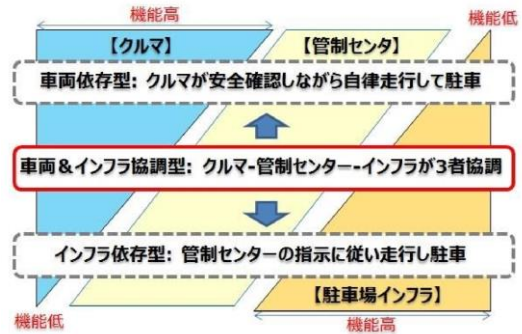 機能高
機能低
【クルマ】
【管制センタ】
車両依存型: クルマが安全確認しながら自律走行して駐車
車両&インフラ協調型: クルマ-管制センター-インフラが3者協調
インフラ依存型: 管制センターの指示に従い走行し駐車
【駐車場インフラ】
機能低
機能高